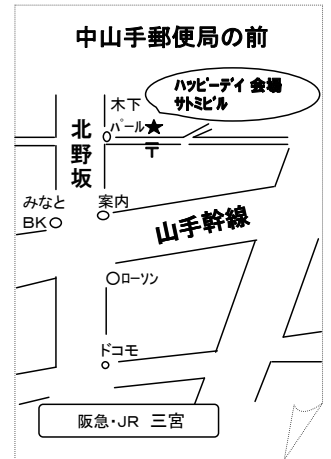 中山手郵便局の前
ハッピーデイ 会場
サトミビル
木下
パール★
〒
北野坂
みなと
BK
案内
山手幹線
ローソン
ドコモ
阪急・JR 三宮